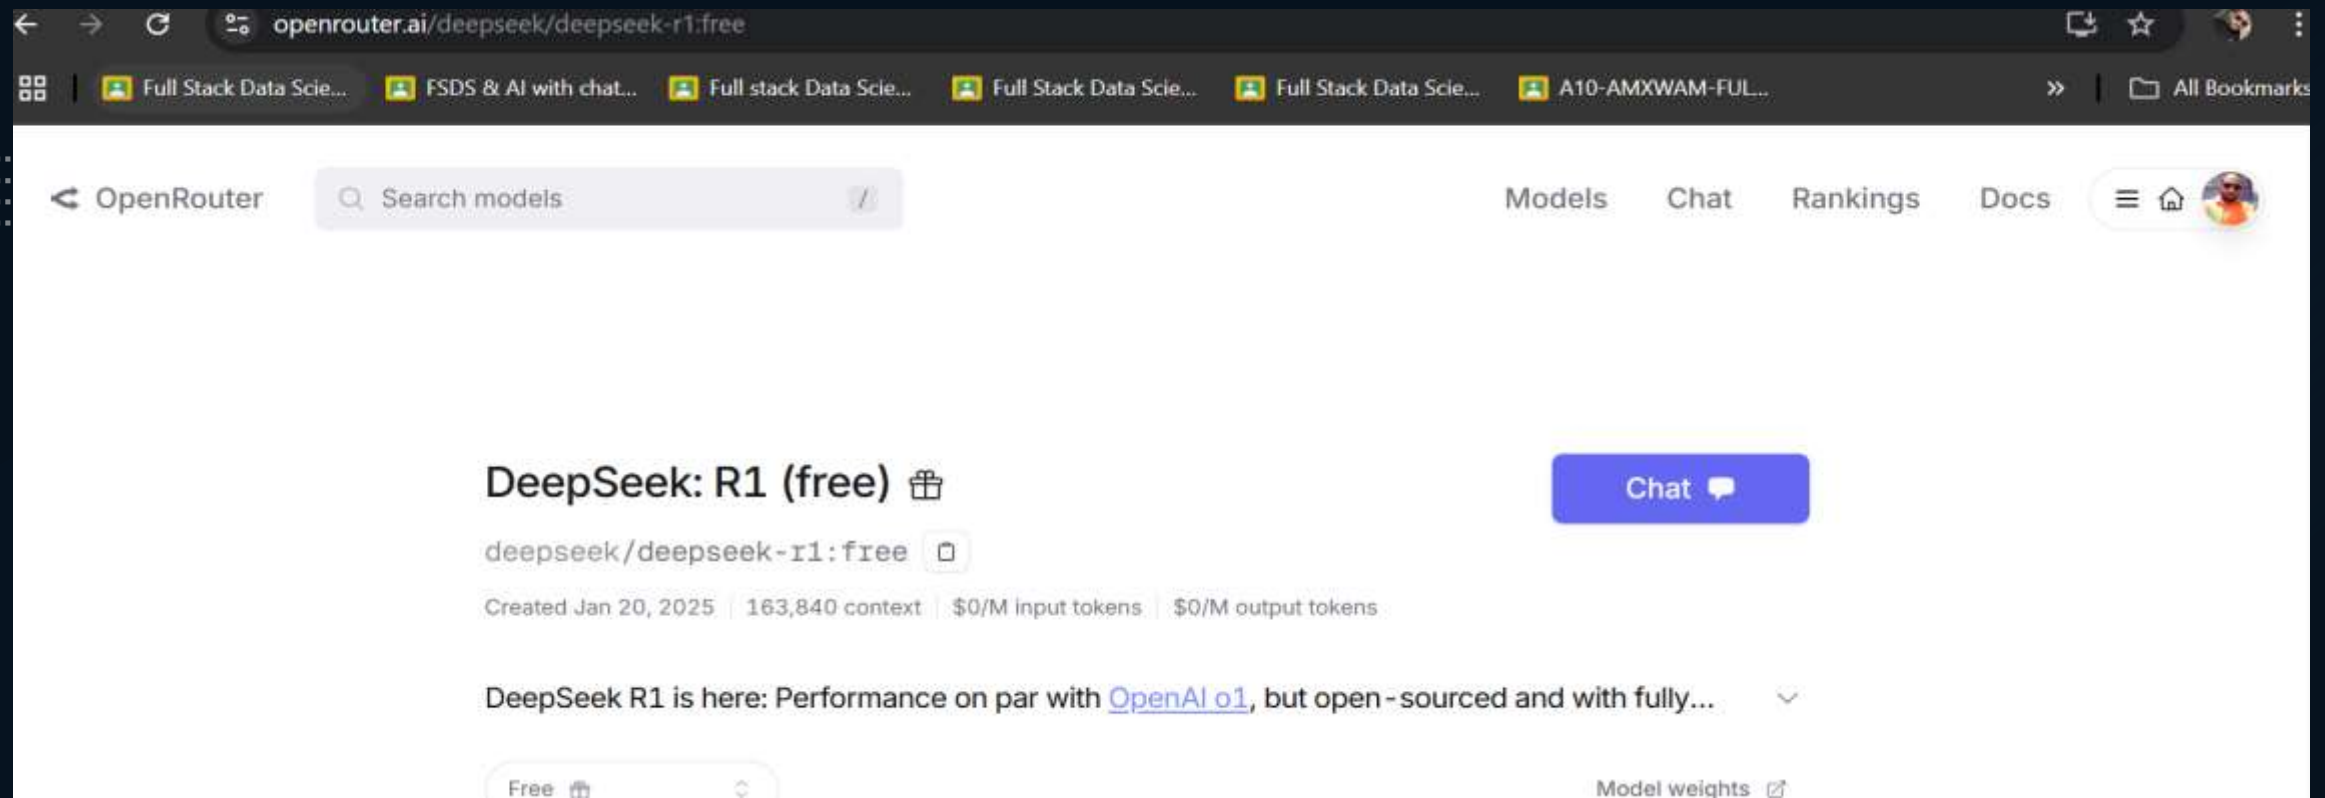 openrouter.ai/deepseek/deepseek-r1:free
Full Stack Data Scie... FSDS & AI with chat... Full stack Data Scie... Full Stack Data Scie... Full Stack Data Scie... A10-AMXWAM-FUL... » All Bookmarks
OpenRouter Search models / Models Chat Rankings Docs
DeepSeek: R1 (free) Chat
deepseek/deepseek-r1:free
Created Jan 20, 2025 163,840 context $0/M input tokens $0/M output tokens
DeepSeek R1 is here: Performance on par with OpenAI o1, but open-sourced and with fully...
Free Model weights